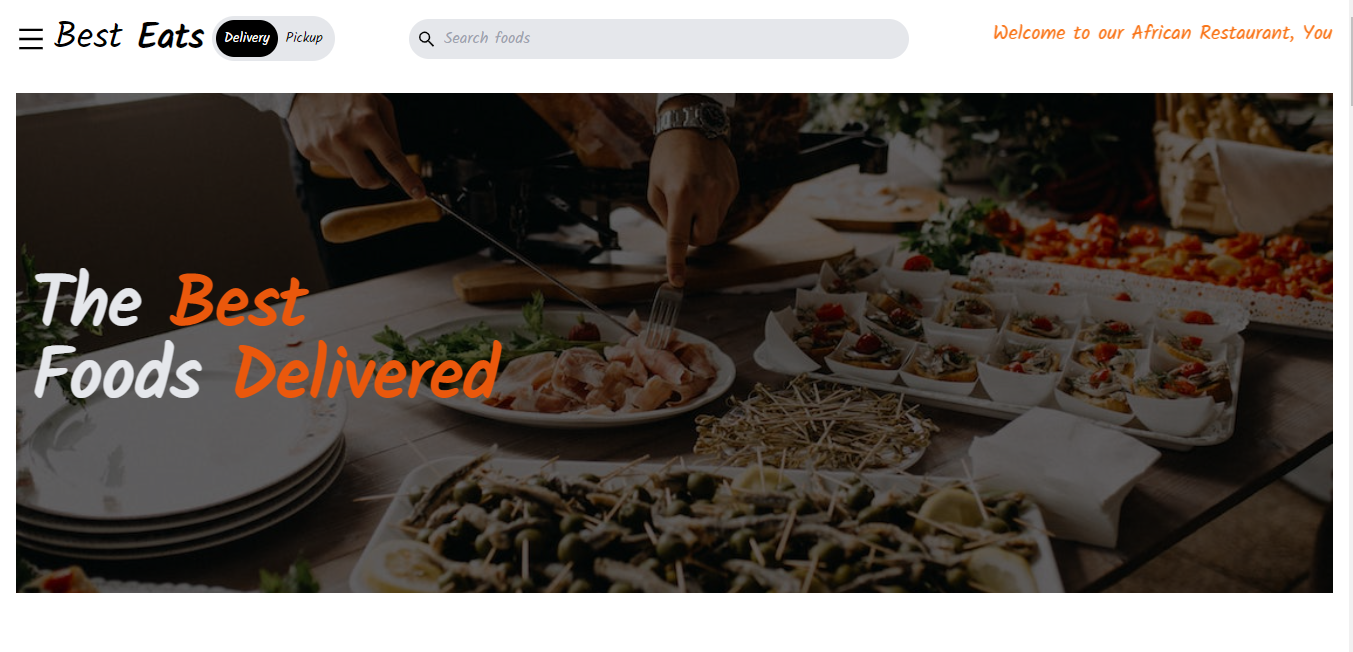 Best Eats
Delivery Pickup
Search foods
Welcome to our African Restaurant, You
The Best
Foods Delivered